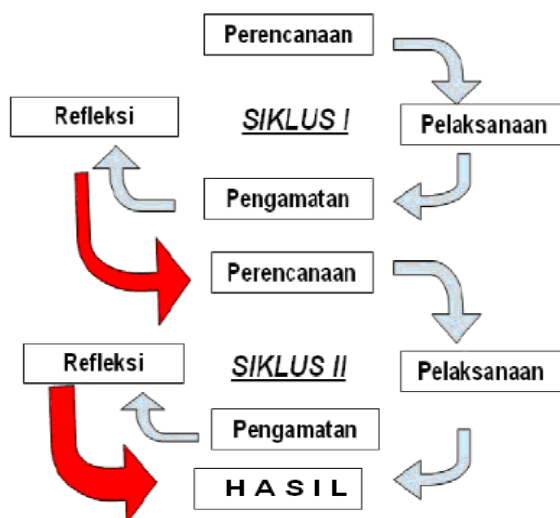 Perencanaan
Refleksi
SIKLUS I
Pelaksanaan
Pengamatan
Perencanaan
Refleksi
SIKLUS II
Pelaksanaan
Pengamatan
H A S I L